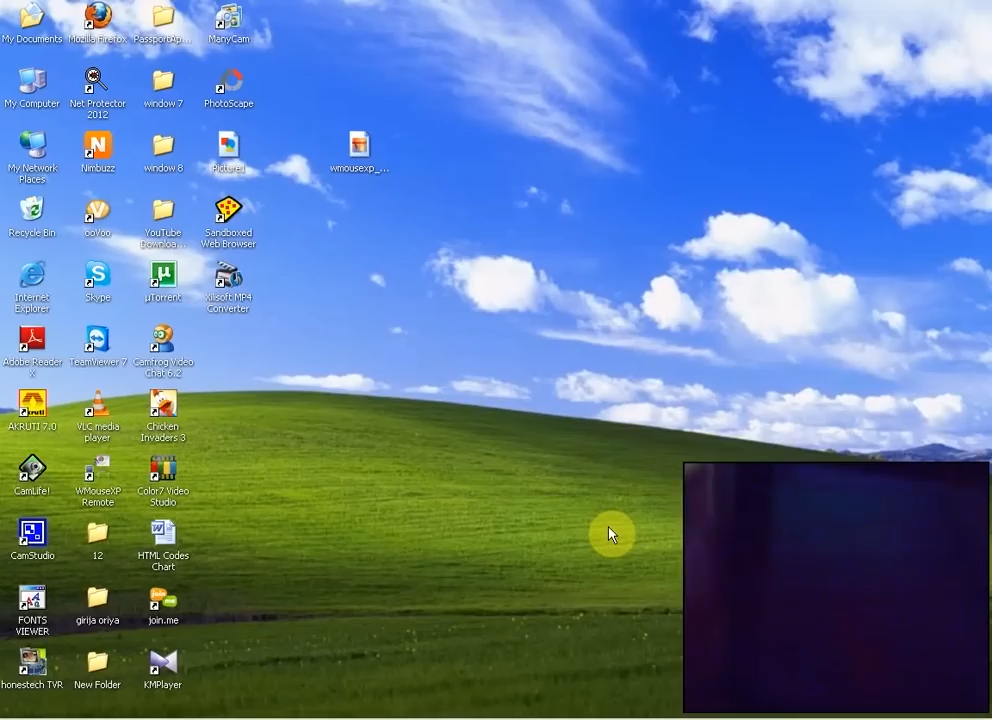 My Documents
Mozilla Firefox
PassportAp...
ManyCam
My Computer
Net Protector
2012
window 7
PhotoScape
My Network
Places
Nimbuzz
window 8
Picture1
wmousexp_...
Recycle Bin
ooVoo
YouTube
Downloa...
Sandboxed
Web Browser
Internet
Explorer
Skype
µTorrent
Xilisoft MP4
Converter
Adobe Reader
X
TeamViewer 7
Camfrog Video
Chat 6.2
AKRUTI 7.0
VLC media
player
Chicken
Invaders 3
CamLife!
WMouseXP
Remote
Color7 Video
Studio
CamStudio
12
HTML Codes
Chart
FONTS
VIEWER
girija oriya
join.me
honestech TVR
New Folder
KMPlayer